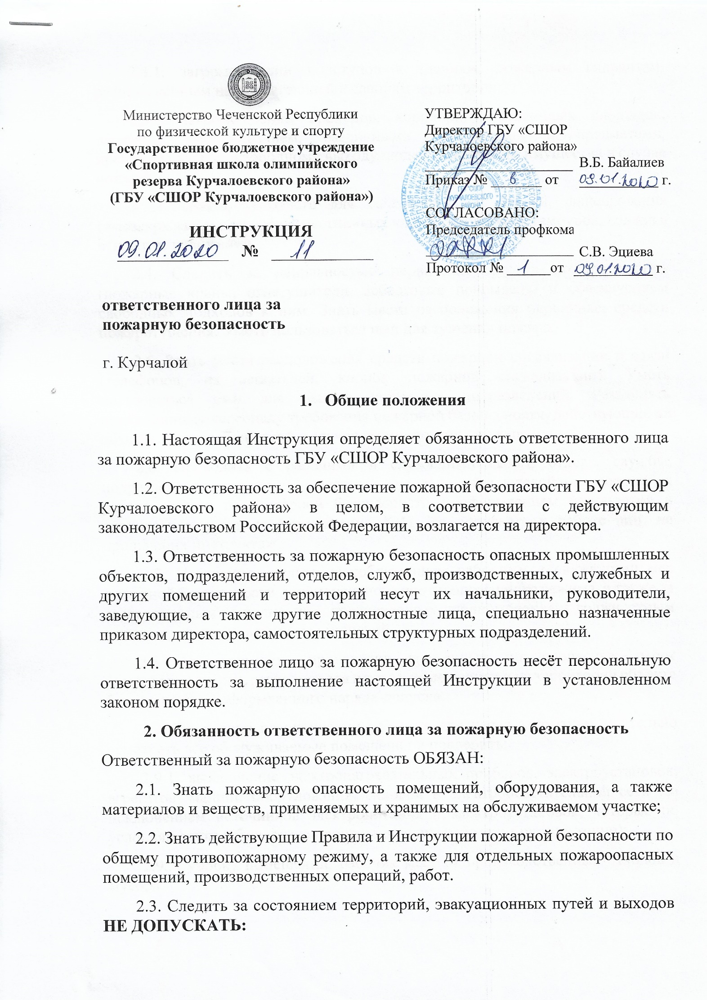 Министерство Чеченской Республики
по физической культуре и спорту
Государственное бюджетное учреждение
«Спортивная школа олимпийского
резерва Курчалоевского района»
(ГБУ «СШОР Курчалоевского района»)
ИНСТРУКЦИЯ
09.01.2020 № 11
УТВЕРЖДАЮ:
Директор ГБУ «СШОР
Курчалоевского района»
В.Б. Байалиев
Приказ № в от 09.01.2020 г.
ГБУ "СШОР
КУРЧАЛОЕВСКОГО
РАЙОНА"
СОГЛАСОВАНО:
Председатель профкома
С.В. Эциева
Протокол № 1 от 09.01.2020 г.
ответственного лица за
пожарную безопасность
г. Курчалой
1. Общие положения
1.1. Настоящая Инструкция определяет обязанность ответственного лица
за пожарную безопасность ГБУ «СШОР Курчалоевского района».
1.2. Ответственность за обеспечение пожарной безопасности ГБУ «СШОР
Курчалоевского района» в целом, в соответствии с действующим
законодательством Российской Федерации, возлагается на директора.
1.3. Ответственность за пожарную безопасность опасных промышленных
объектов, подразделений, отделов, служб, производственных, служебных и
других помещений и территорий несут их начальники, руководители,
заведующие, а также другие должностные лица, специально назначенные
приказом директора, самостоятельных структурных подразделений.
1.4. Ответственное лицо за пожарную безопасность несёт персональную
ответственность за выполнение настоящей Инструкции в установленном
законом порядке.
2. Обязанность ответственного лица за пожарную безопасность
Ответственный за пожарную безопасность ОБЯЗАН:
2.1. Знать пожарную опасность помещений, оборудования, а также
материалов и веществ, применяемых и хранимых на обслуживаемом участке;
2.2. Знать действующие Правила и Инструкции пожарной безопасности по
общему противопожарному режиму, а также для отдельных пожароопасных
помещений, производственных операций, работ.
2.3. Следить за состоянием территорий, эвакуационных путей и выходов
НЕ ДОПУСКАТЬ: